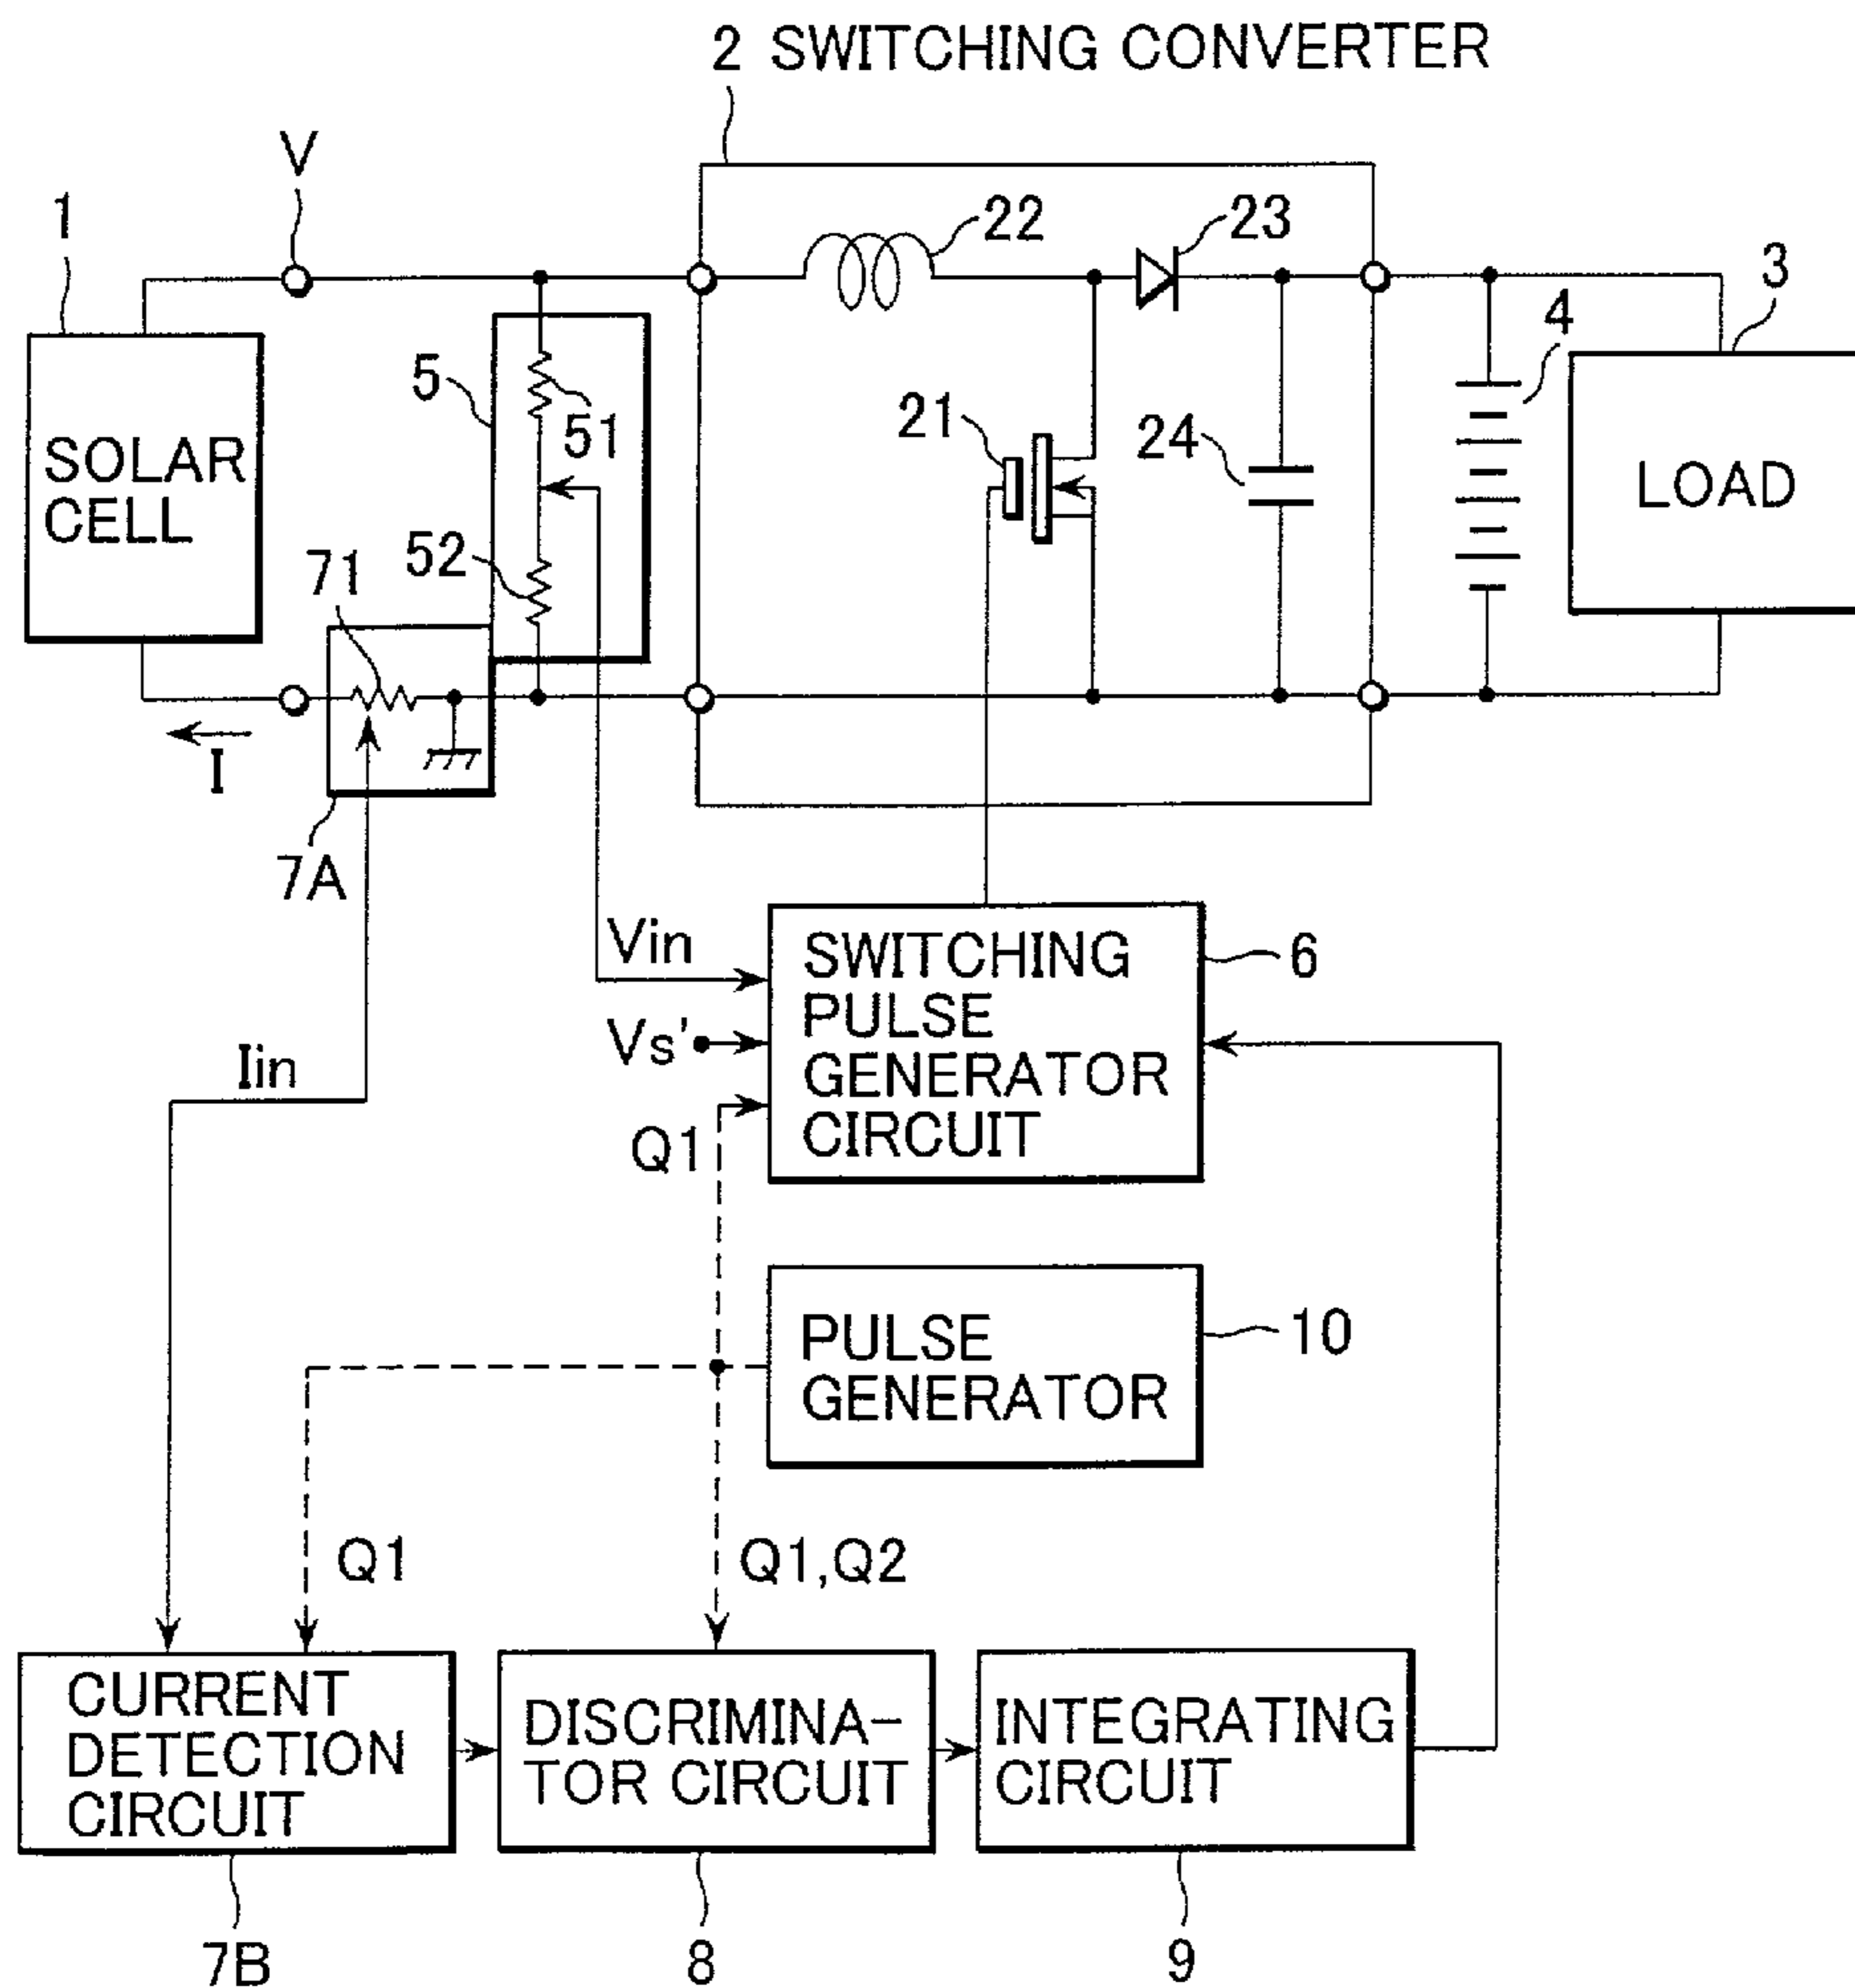 2 SWITCHING CONVERTER
V
1
22
23
3
4
5
51
21
24
SOLAR
CELL
LOAD
52
71
I
7A
Vin
SWITCHING
PULSE
GENERATOR
CIRCUIT
6
Vs'
Iin
Q1
PULSE
GENERATOR
10
Q1
Q1,Q2
CURRENT
DETECTION
CIRCUIT
DISCRIMINA-
TOR CIRCUIT
INTEGRATING
CIRCUIT
7B
8
9